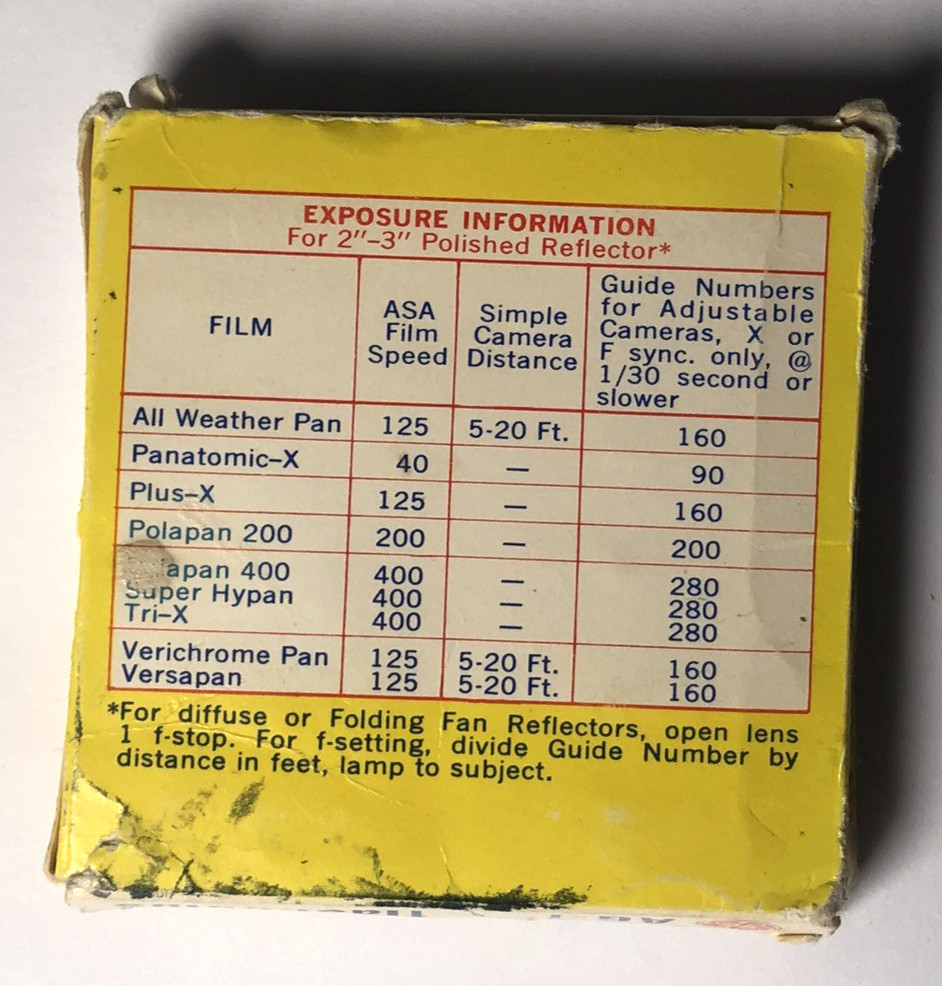 EXPOSURE INFORMATION
For 2″–3″ Polished Reflector*
FILM
ASA
Film
Speed
Simple
Camera
Distance
Guide Numbers
for Adjustable
Cameras, X or
F sync. only, @
1/30 second or
slower
All Weather Pan 125 5-20 Ft. 160
Panatomic–X 40 — 90
Plus–X 125 — 160
Polapan 200 200 — 200
apan 400 400 — 280
Super Hypan 400 — 280
Tri–X 400 — 280
Verichrome Pan 125 5-20 Ft. 160
Versapan 125 5-20 Ft. 160
*For diffuse or Folding Fan Reflectors, open lens
1 f-stop. For f-setting, divide Guide Number by
distance in feet, lamp to subject.